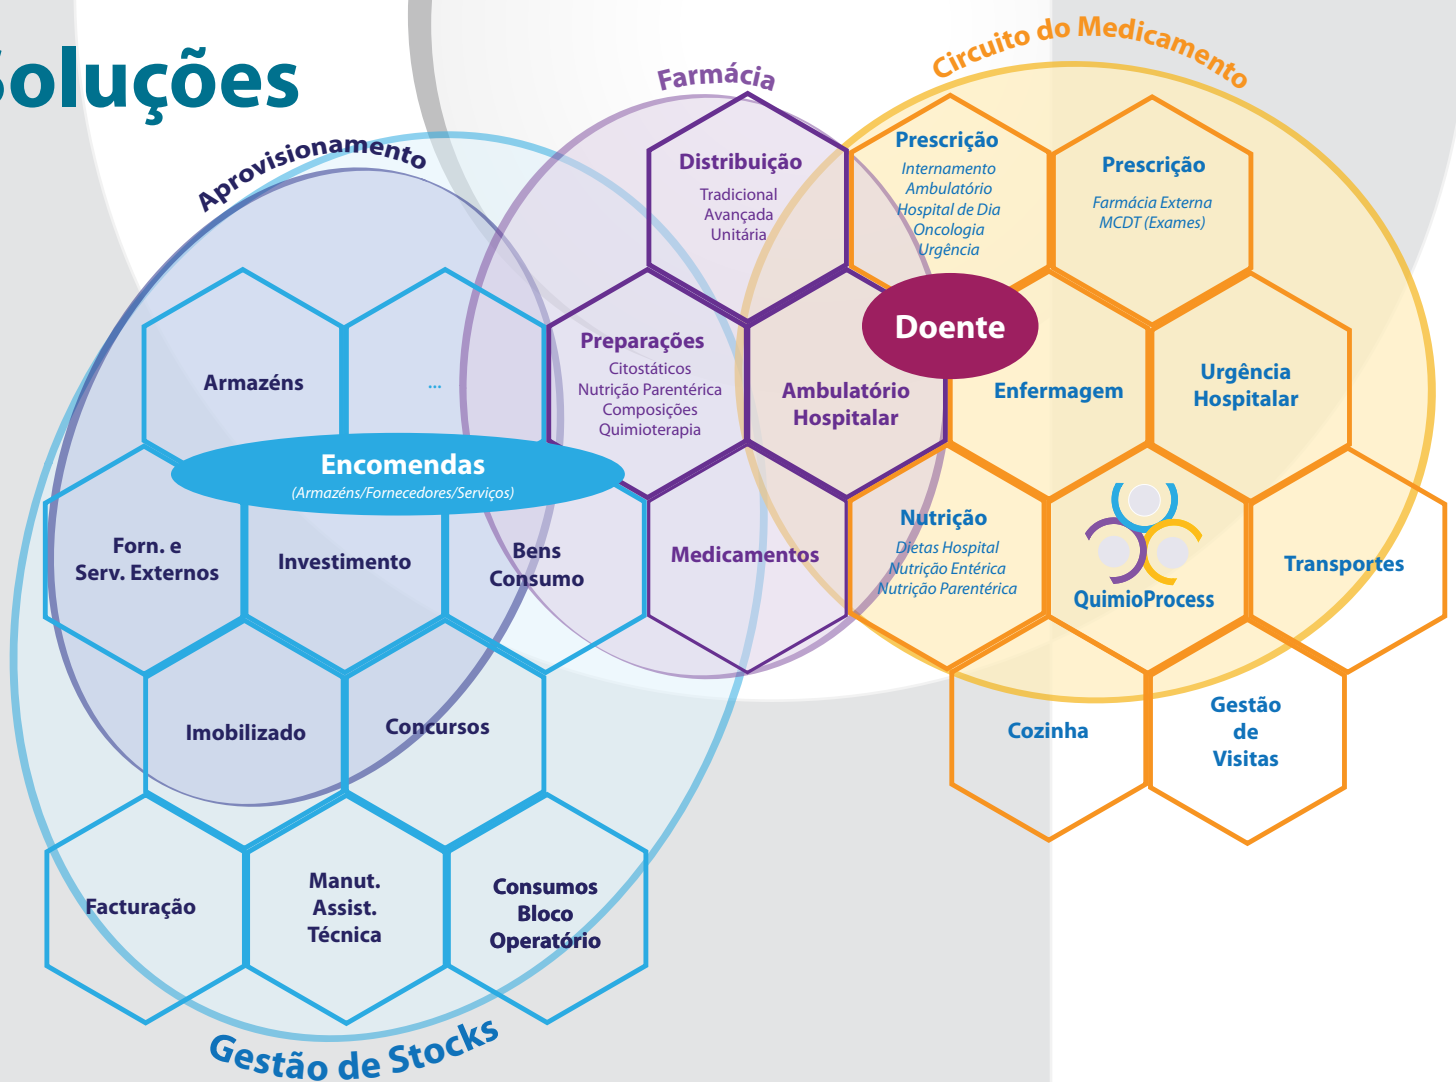 Soluções
Aprovisionamento
Farmácia
Circuito do Medicamento
Distribuição
Tradicional
Avançada
Unitária
Prescrição
Internamento
Ambulatório
Hospital de Dia
Oncologia
Urgência
Prescrição
Farmácia Externa
MCDT (Exames)
Armazéns
...
Preparações
Citostáticos
Nutrição Parentérica
Composições
Quimioterapia
Ambulatório
Hospitalar
Doente
Enfermagem
Urgência
Hospitalar
Encomendas
(Armazéns/Fornecedores/Serviços)
Forn. e
Serv. Externos
Investimento
Bens
Consumo
Medicamentos
Nutrição
Dietas Hospital
Nutrição Entérica
Nutrição Parentérica
QuimioProcess
Transportes
Imobilizado
Concursos
Cozinha
Gestão
de
Visitas
Facturação
Manut.
Assist.
Técnica
Consumos
Bloco
Operatório
Gestão de Stocks